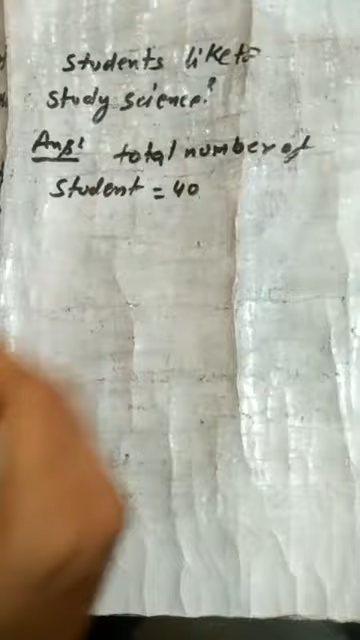 students like to
study science?
Ans: total number of
Student = 40